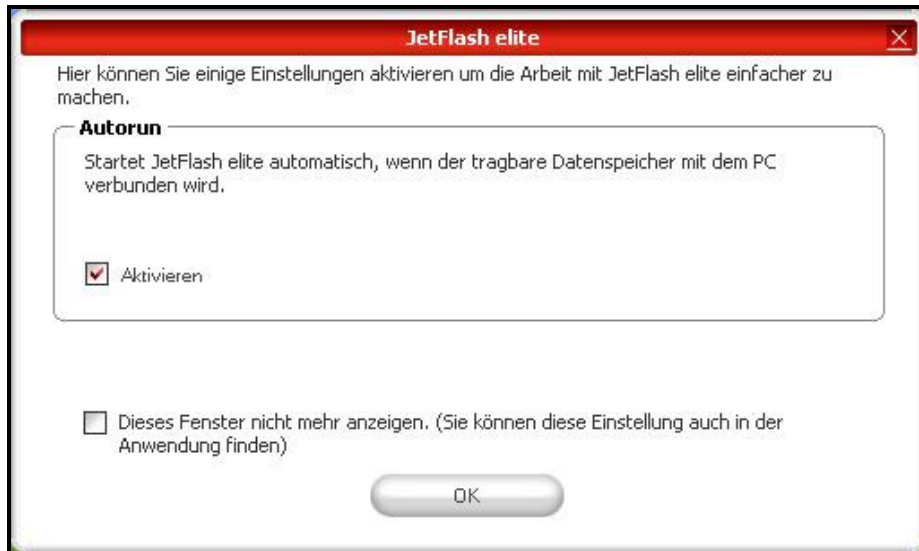 JetFlash elite
Hier können Sie einige Einstellungen aktivieren um die Arbeit mit JetFlash elite einfacher zu
machen.
Autorun
Startet JetFlash elite automatisch, wenn der tragbare Datenspeicher mit dem PC
verbunden wird.
Aktivieren
Dieses Fenster nicht mehr anzeigen. (Sie können diese Einstellung auch in der
Anwendung finden)
OK